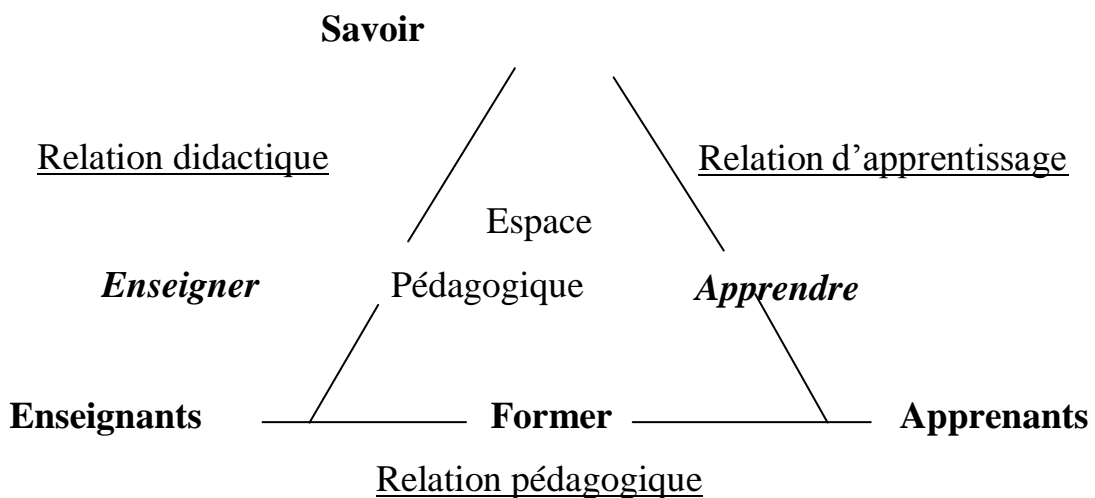 Savoir
Relation didactique
Relation d’apprentissage
Espace
Enseigner
Pédagogique
Apprendre
Enseignants
Former
Apprenants
Relation pédagogique